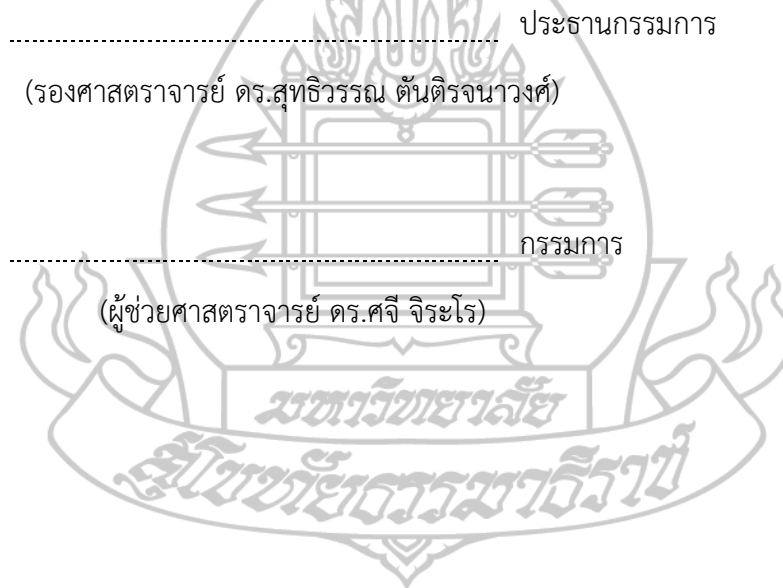 ประธานกรรมการ
(รองศาสตราจารย์ ดร.สุทธิวรรณ ตันติรจนาวงศ์)
กรรมการ
(ผู้ช่วยศาสตราจารย์ ดร.ศจี จิระโร)
มหาวิทยาลัย
สุโขทัยธรรมาธิราช